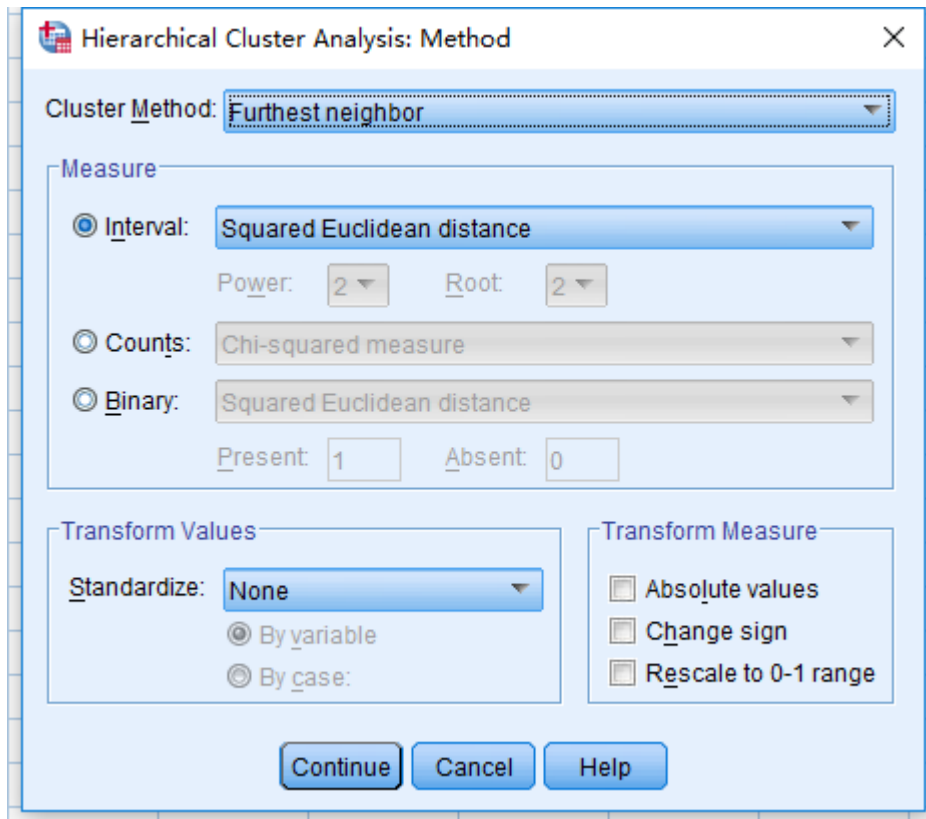 Hierarchical Cluster Analysis: Method
Cluster Method: Furthest neighbor
Measure
Interval: Squared Euclidean distance
Power: 2 Root: 2
Counts: Chi-squared measure
Binary: Squared Euclidean distance
Present: 1 Absent: 0
Transform Values
Standardize: None
By variable
By case:
Transform Measure
Absolute values
Change sign
Rescale to 0-1 range
Continue Cancel Help